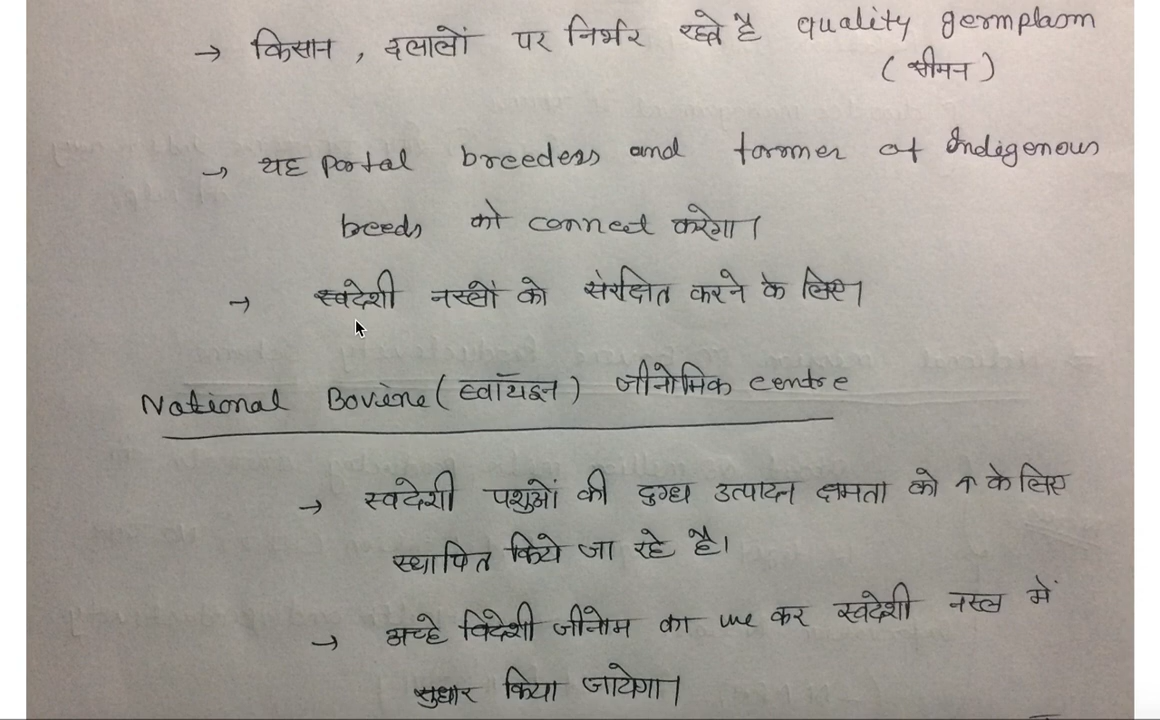 → किसान , दलालों पर निर्भर रहते है quality germplasm
( सीमन )
→ यह portal breeders and farmer of Indigenous
breeds को connect करेगा।
→ स्वदेशी नस्लों को संरक्षित करने के लिए।
National Bovine ( ब्वॉयइन ) जीनोमिक centre
→ स्वदेशी पशुओं की दुग्ध उत्पादन क्षमता को ↑ के लिए
स्थापित किये जा रहे है।
→ अच्छे विदेशी जीनोम का use कर स्वदेशी नस्ल में
सुधार किया जायेगा।